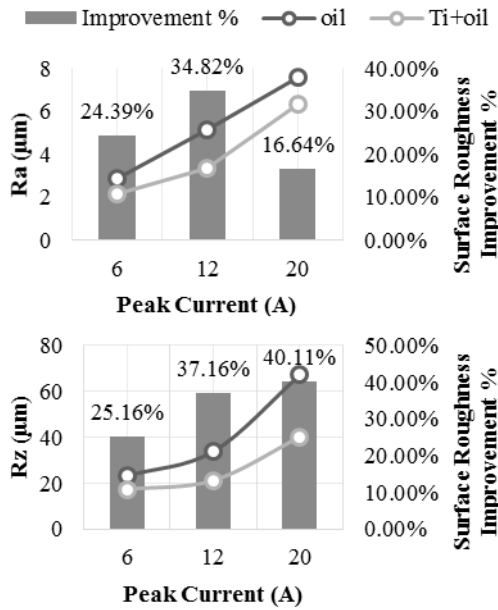 Improvement % oil Ti+oil
8 40.00%
34.82%
24.39%
6 30.00%
16.64%
4 20.00%
2 10.00%
0 0.00%
6 12 20
Peak Current (A)
Ra (µm)
Surface Roughness
Improvement %
80 50.00%
40.11%
37.16%
60 40.00%
25.16%
30.00%
40
20.00%
20
10.00%
0 0.00%
6 12 20
Peak Current (A)
Rz (µm)
Surface Roughness
Improvement %